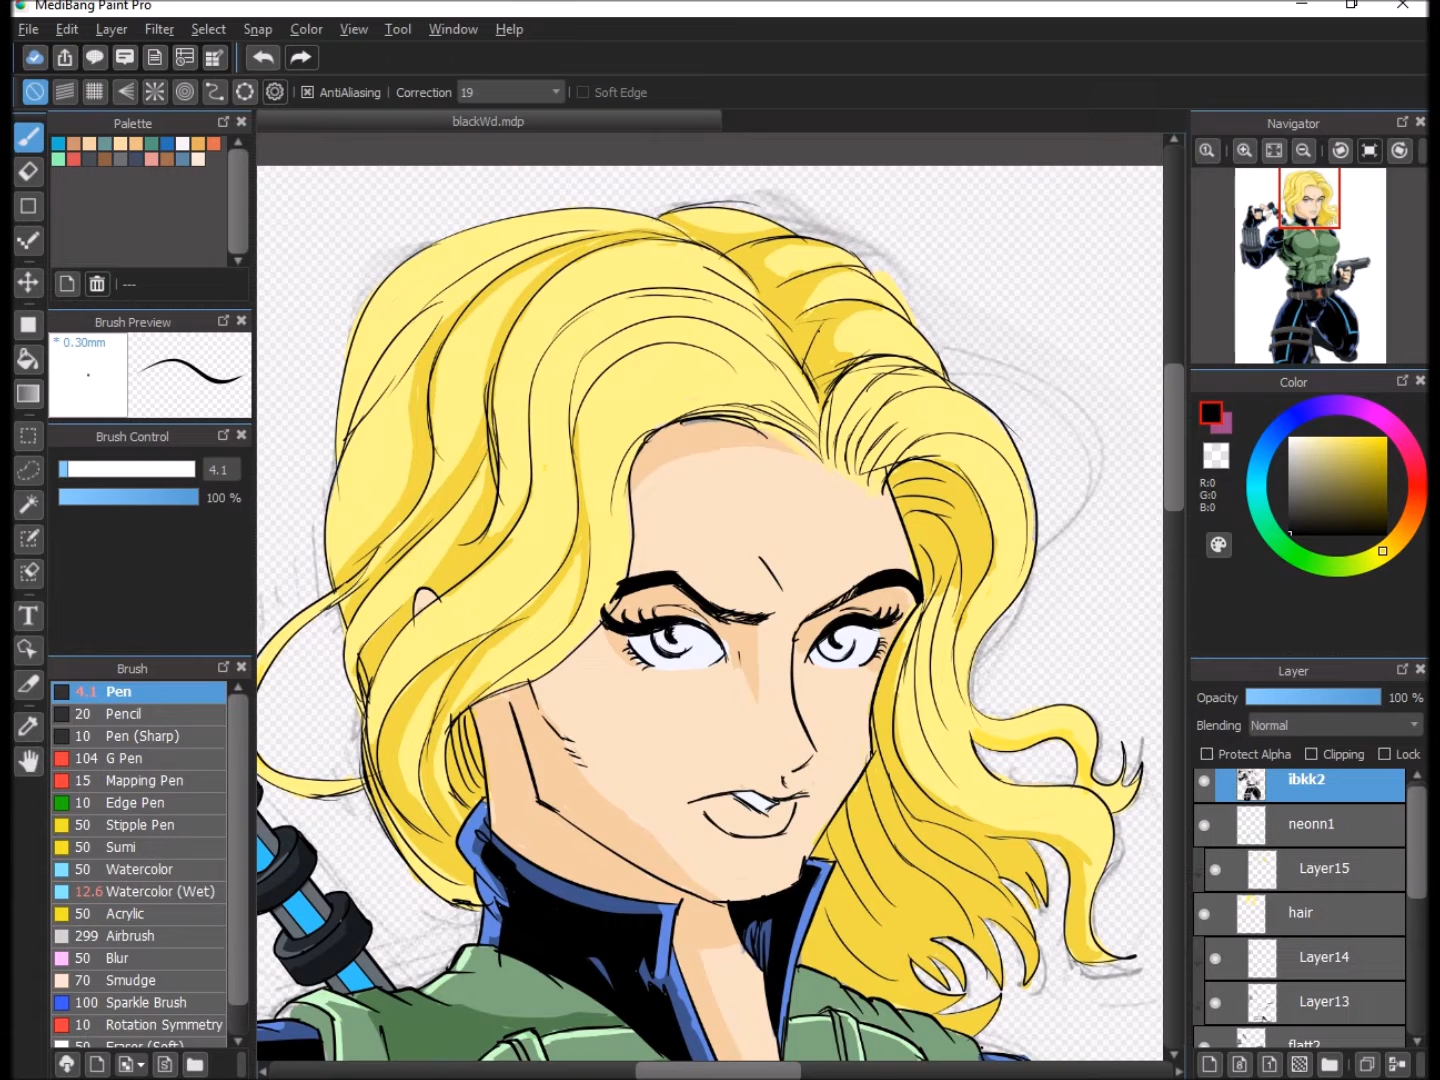 MediBang Paint Pro
File Edit Layer Filter Select Snap Color View Tool Window Help
AntiAliasing Correction 19 Soft Edge
Palette
blackWd.mdp
Navigator
---
Brush Preview
* 0.30mm
Color
R:0
G:0
B:0
Brush Control
4.1
100 %
Brush
4.1 Pen
20 Pencil
10 Pen (Sharp)
104 G Pen
15 Mapping Pen
10 Edge Pen
50 Stipple Pen
50 Sumi
50 Watercolor
12.6 Watercolor (Wet)
50 Acrylic
299 Airbrush
50 Blur
70 Smudge
100 Sparkle Brush
10 Rotation Symmetry
50 Eraser (Soft)
Layer
Opacity 100 %
Blending Normal
Protect Alpha Clipping Lock
ibkk2
neonn1
Layer15
hair
Layer14
Layer13
flatt2